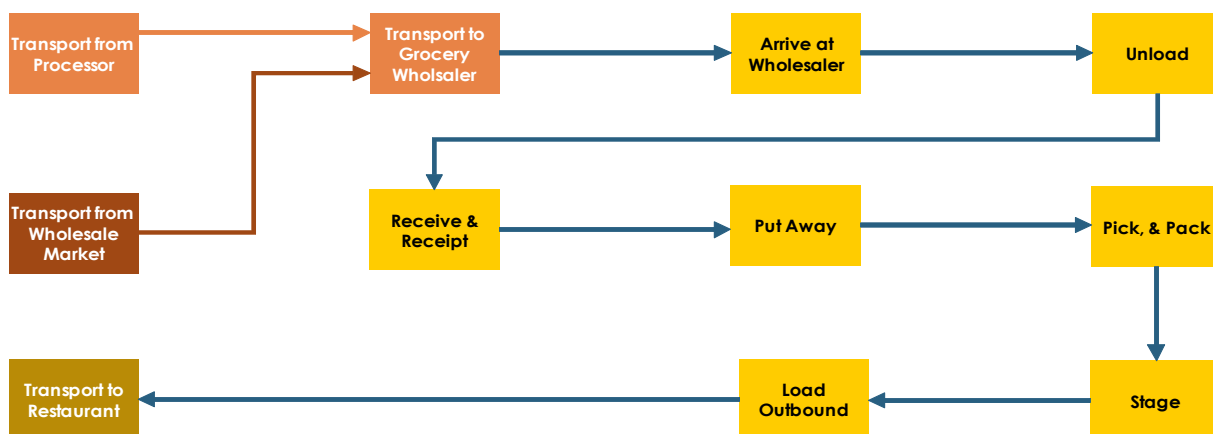 Transport from
Processor
Transport to
Grocery
Wholsaler
Arrive at
Wholesaler
Unload
Transport from
Wholesale
Market
Receive &
Receipt
Put Away
Pick, & Pack
Transport to
Restaurant
Load
Outbound
Stage